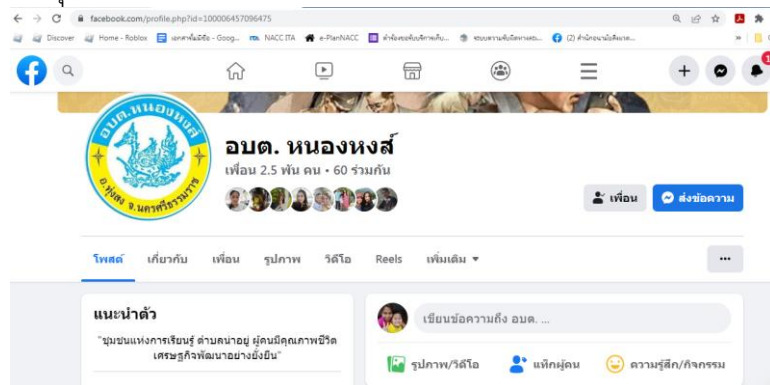 facebook.com/profile.php?id=100006457096475
Discover
Home - Roblox
NACC ITA
e-PlanNACC
อบต.หนองหงส์
อ.ทุ่งสง จ.นครศรีธรรมราช
อบต. หนองหงส์
เพื่อน 2.5 พัน คน • 60 ร่วมกัน
เพื่อน
ส่งข้อความ
โพสต์ เกี่ยวกับ เพื่อน รูปภาพ วิดีโอ Reels เพิ่มเติม
แนะนำตัว
"ชุมชนแห่งการเรียนรู้ ตำบลน่าอยู่ ผู้คนมีคุณภาพชีวิต
เศรษฐกิจพัฒนาอย่างยั่งยืน"
เขียนข้อความถึง อบต. ...
รูปภาพ/วิดีโอ แท็กผู้คน ความรู้สึก/กิจกรรม